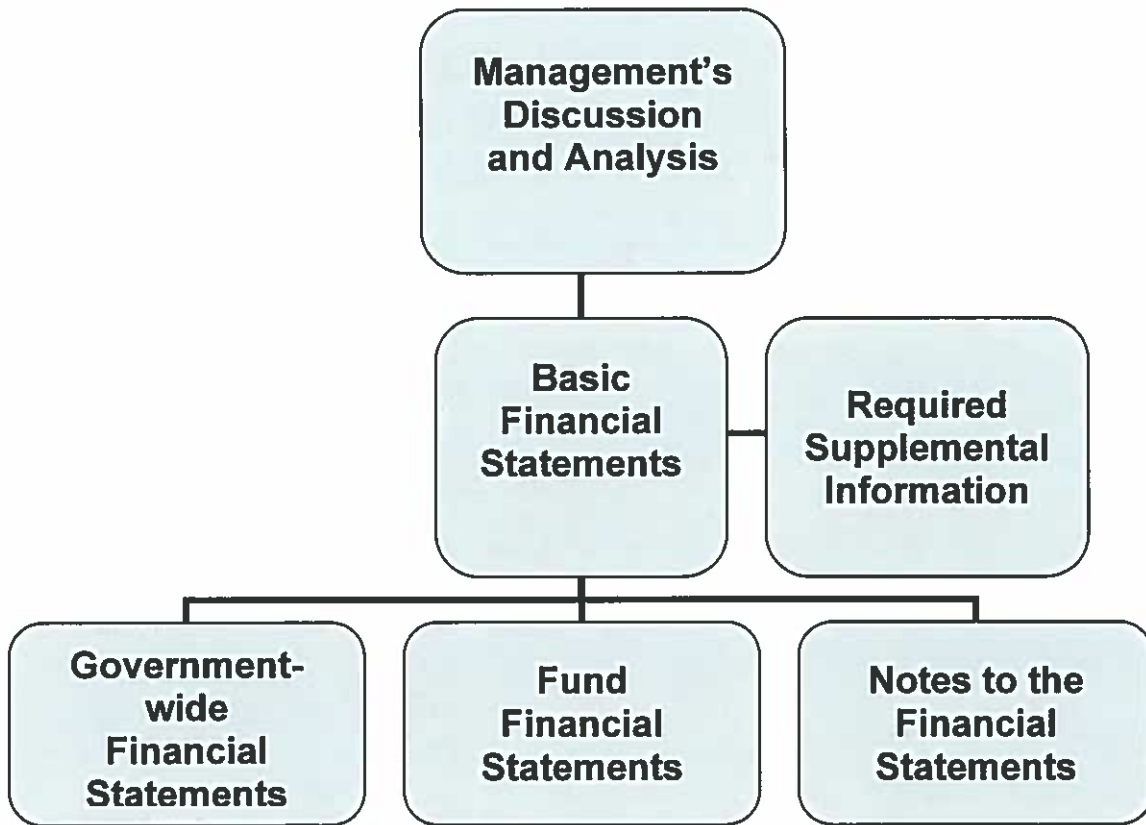 Management's
Discussion
and Analysis
Basic
Financial
Statements
Required
Supplemental
Information
Government-
wide
Financial
Statements
Fund
Financial
Statements
Notes to the
Financial
Statements